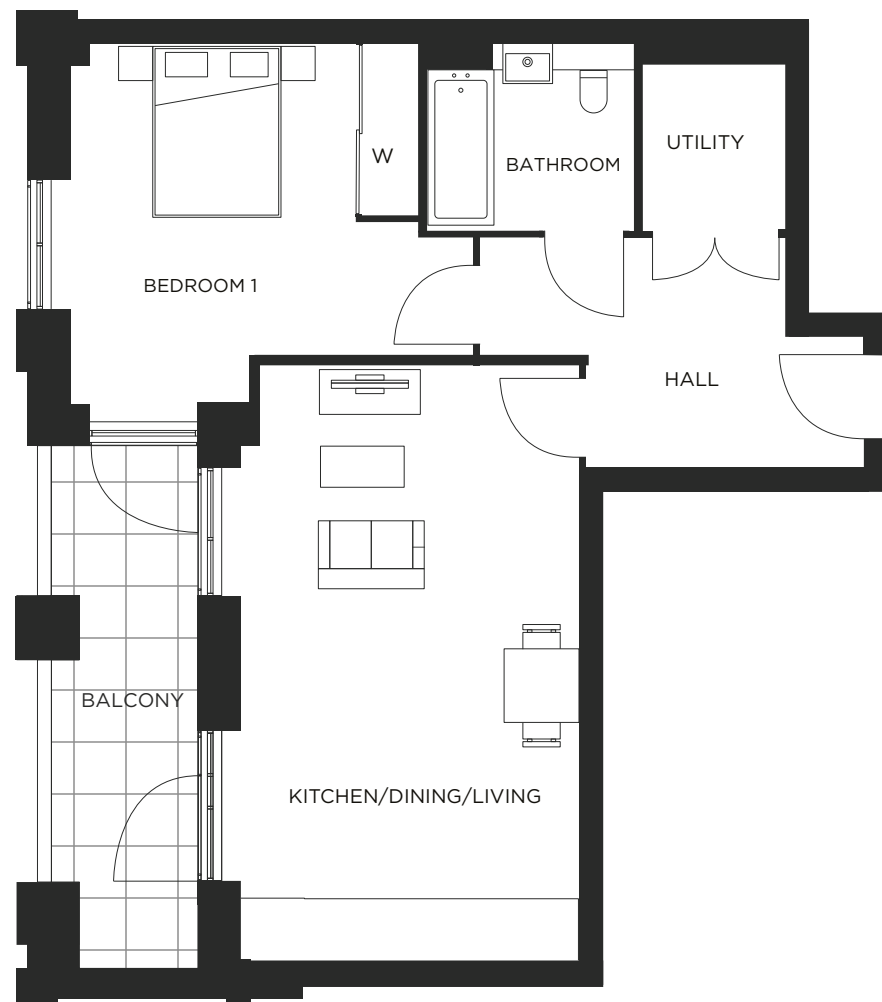 UTILITY
W
BATHROOM
BEDROOM 1
HALL
BALCONY
KITCHEN/DINING/LIVING